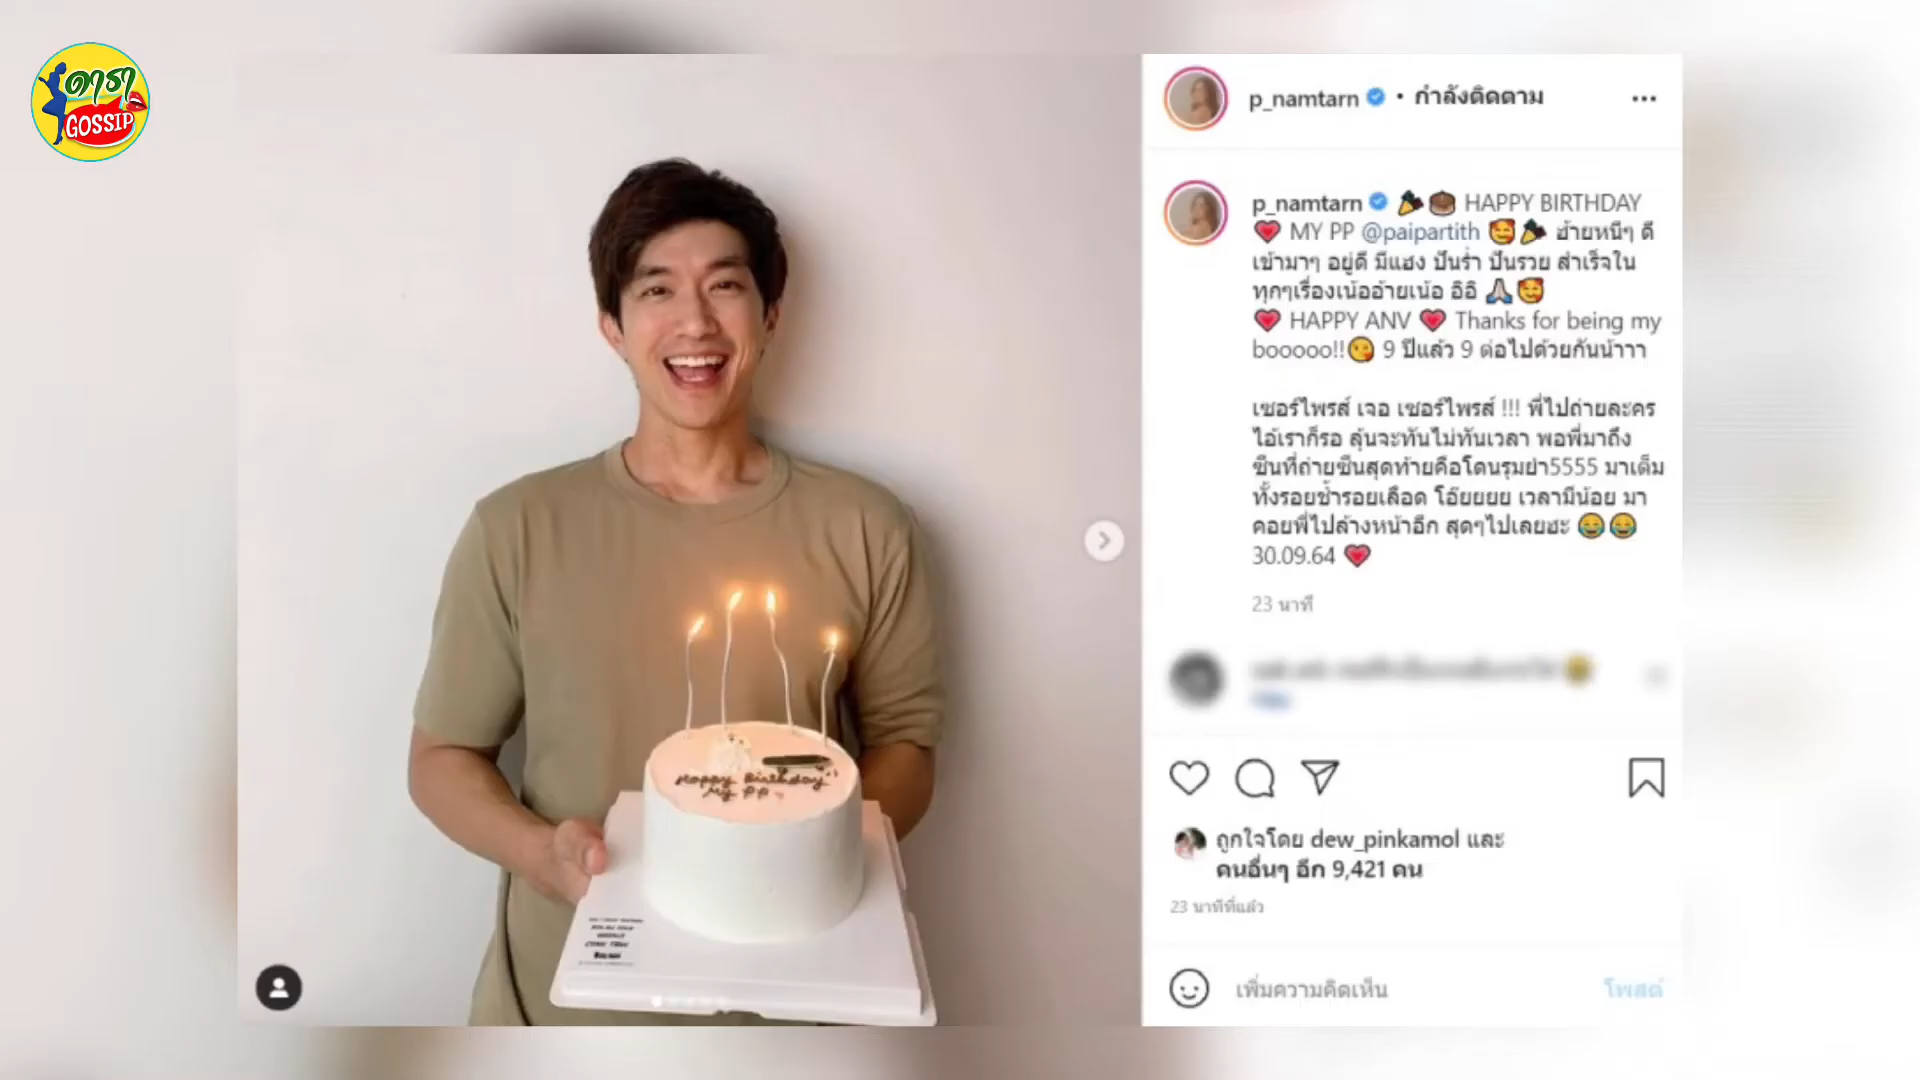 ดารา
GOSSIP
p_namtarn • กำลังติดตาม
p_namtarn HAPPY BIRTHDAY
MY PP @paipartith ฮ้ายหนีๆ ดี
เข้ามาๆ อยู่ดี มีแฮง ปึนร่ำ ปึนรวย สำเร็จใน
ทุกๆเรื่องเน้ออ้ายเน้อ อิอิ
HAPPY ANV Thanks for being my
booooo!! 9 ปีแล้ว 9 ต่อไปด้วยกันน้าาา
เซอร์ไพรส์ เจอ เซอร์ไพรส์ !!! พี่ไปถ่ายละคร
ไอ้เราก็รอ ลุ้นจะทันไม่ทันเวลา พอพี่มาถึง
ซีนที่ถ่ายซีนสุดท้ายคือโดนรุมยำ5555 มาเต็ม
ทั้งรอยช้ำรอยเลือด โอ๊ยยยย เวลามีน้อย มา
คอยพี่ไปล้างหน้าอีก สุดๆไปเลยฮะ
30.09.64
23 นาที
ถูกใจโดย dew_pinkamol และ
คนอื่นๆ อีก 9,421 คน
23 นาทีที่แล้ว
เพิ่มความคิดเห็น
โพสต์
Happy Birthday
My PP